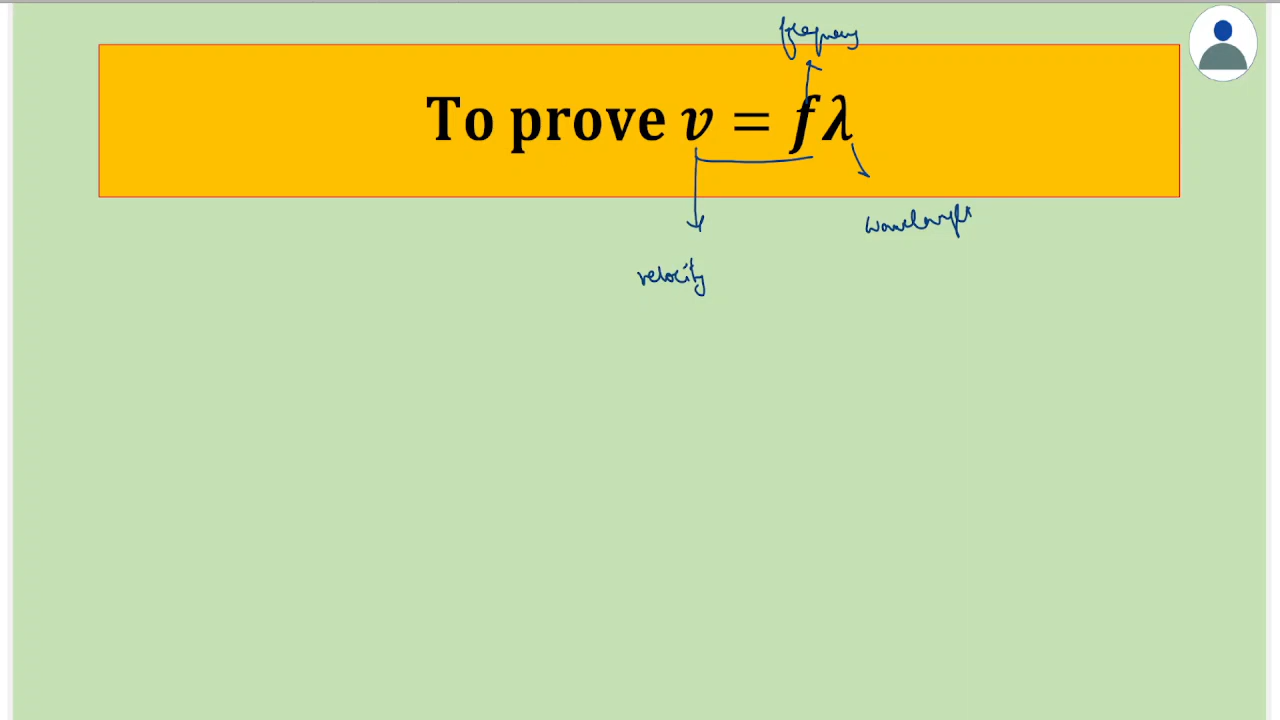 frequency
To prove v = fλ
wavelength
velocity